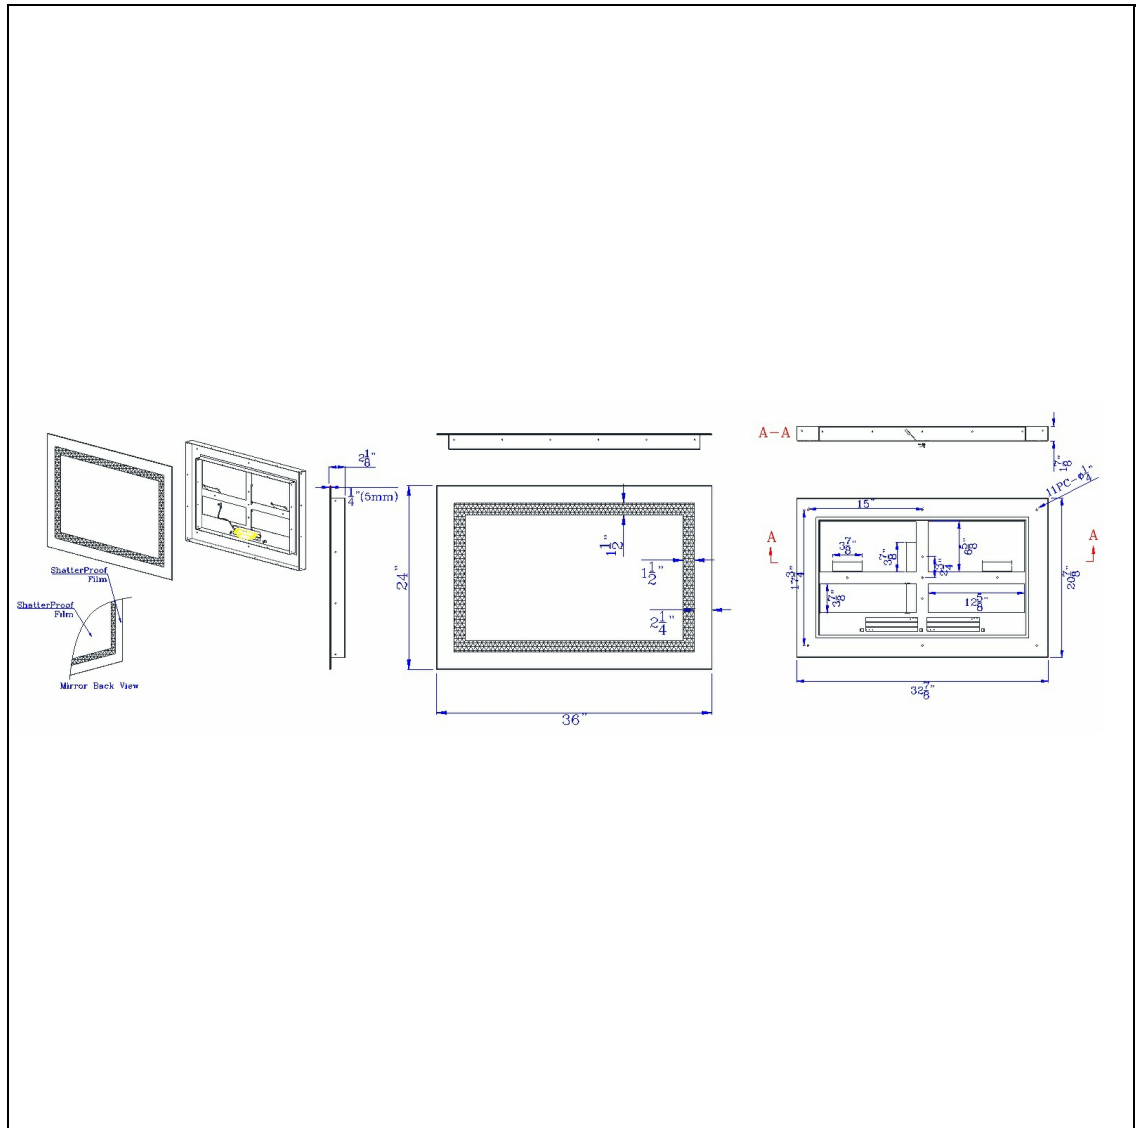 ShatterProof
Film
ShatterProof
Film
Mirror Back View
2 1/8"
1/4"(5mm)
24"
1 1/2"
1 1/2"
2 1/4"
36"
A-A
1 7/8"
11PC-ø1/4"
15"
A
A
3 7/8"
3 7/8"
6 5/8"
17 3/4"
3 7/8"
12 5/8"
20 7/8"
32 7/8"